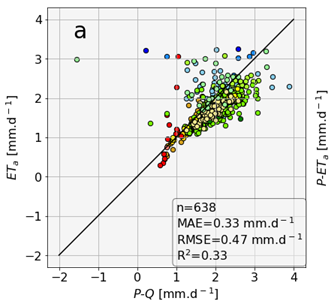 a
4
3
2
1
0
−1
−2
ETₐ [mm.d⁻¹]
P-ETₐ [mm.d⁻¹]
n=638
MAE=0.33 mm.d⁻¹
RMSE=0.47 mm.d⁻¹
R²=0.33
−2 −1 0 1 2 3 4
P-Q [mm.d⁻¹]